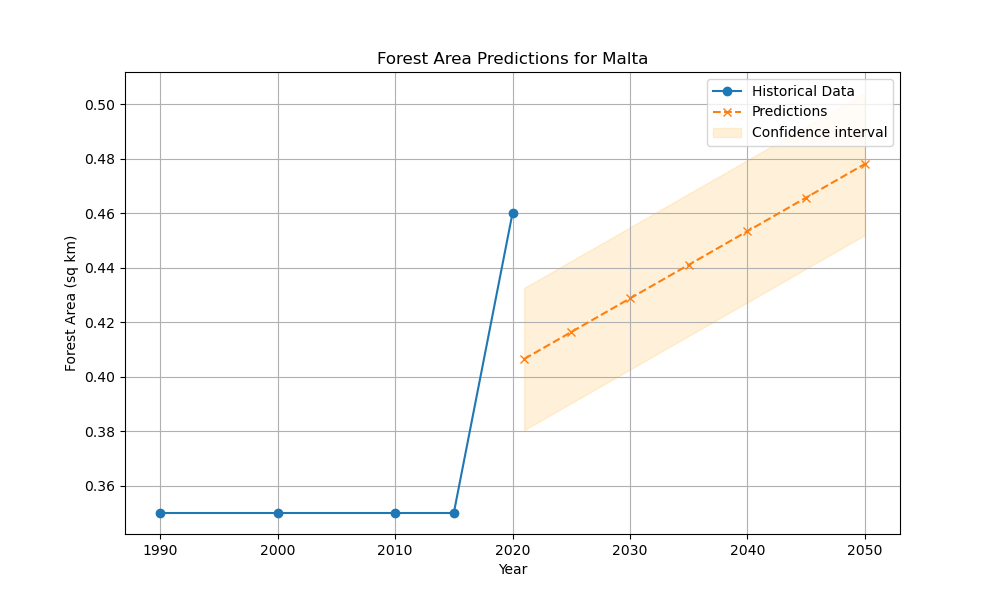 Forest Area Predictions for Malta
Historical Data
Predictions
Confidence interval
Forest Area (sq km)
0.50
0.48
0.46
0.44
0.42
0.40
0.38
0.36
1990 2000 2010 2020 2030 2040 2050
Year